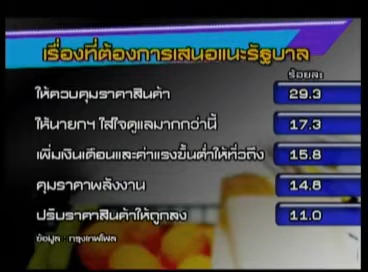 เรื่องที่ต้องการเสนอแนะรัฐบาล
ร้อยละ
ให้ควบคุมราคาสินค้า 29.3
ให้นายกฯ ใส่ใจดูแลมากกว่านี้ 17.3
เพิ่มเงินเดือนและค่าแรงขั้นต่ำให้ทั่วถึง 15.8
คุมราคาพลังงาน 14.8
ปรับราคาสินค้าให้ถูกลง 11.0
ข้อมูล : กรุงเทพโพล